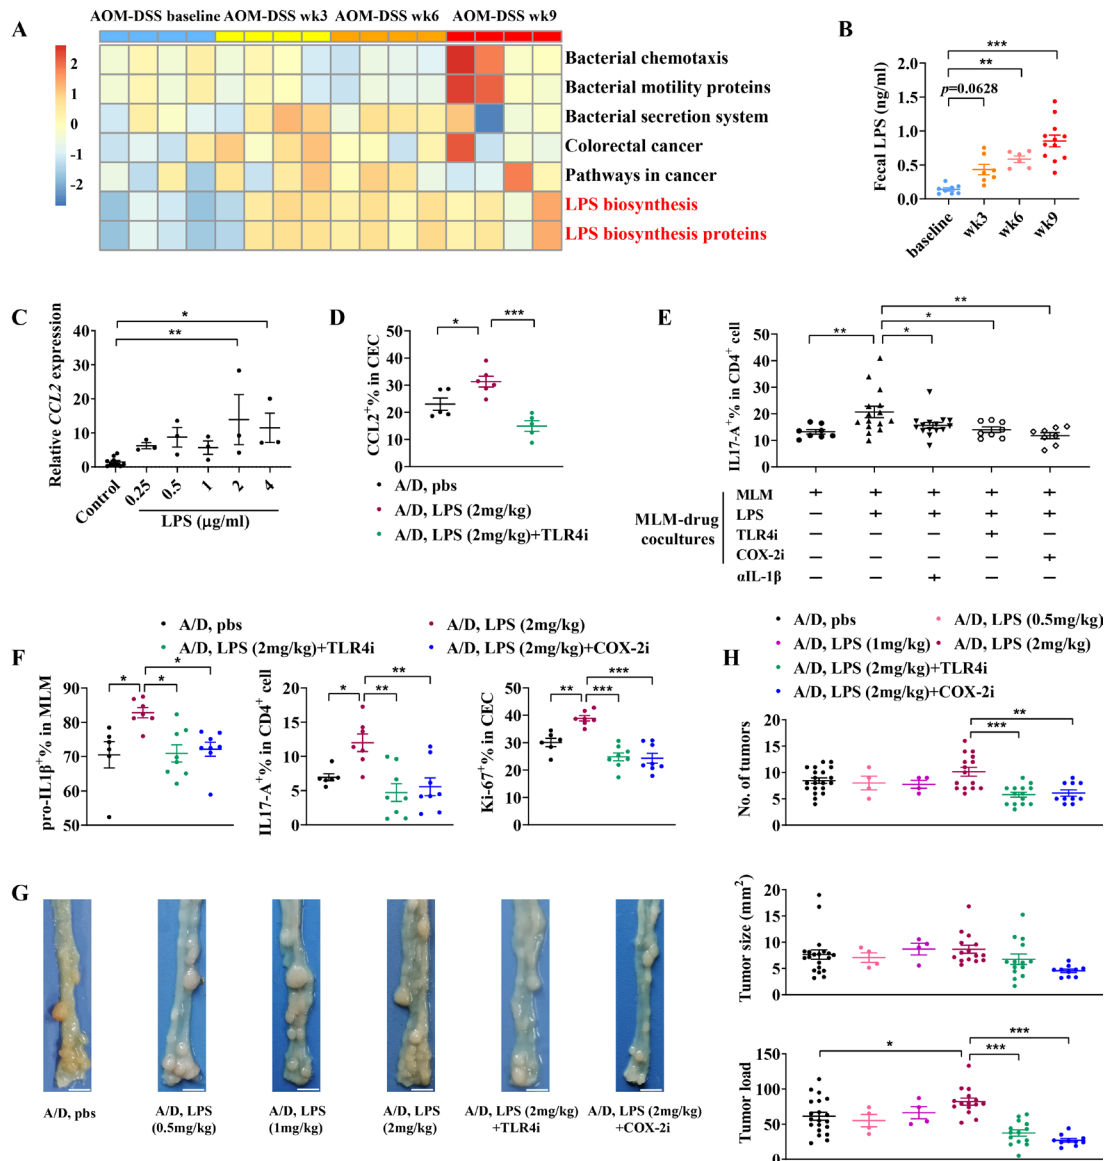 A
AOM-DSS baseline AOM-DSS wk3 AOM-DSS wk6 AOM-DSS wk9
2
1
0
-1
-2
Bacterial chemotaxis
Bacterial motility proteins
Bacterial secretion system
Colorectal cancer
Pathways in cancer
LPS biosynthesis
LPS biosynthesis proteins
B
Fecal LPS (ng/ml)
2.0
1.5
1.0
0.5
0.0
***
**
p=0.0628
baseline wk3 wk6 wk9
C
Relative CCL2 expression
40
30
20
10
0
*
**
Control 0.25 0.5 1 2 4
LPS (μg/ml)
D
CCL2+% in CEC
50
40
30
20
10
0
* ***
A/D, pbs
A/D, LPS (2mg/kg)
A/D, LPS (2mg/kg)+TLR4i
E
IL17-A+% in CD4+ cell
50
40
30
20
10
0
**
*
** *
MLM-drug
cocultures
MLM + + + + +
LPS − + + + +
TLR4i − − − + −
COX-2i − − − − +
αIL-1β − − + − −
F
A/D, pbs A/D, LPS (2mg/kg)
A/D, LPS (2mg/kg)+TLR4i A/D, LPS (2mg/kg)+COX-2i
pro-IL1β+% in MLM
90
80
70
60
50
*
* *
IL17-A+% in CD4+ cell
20
15
10
5
0
**
* **
Ki-67+% in CEC
50
40
30
20
10
0
***
** ***
G
A/D, pbs
A/D, LPS
(0.5mg/kg)
A/D, LPS
(1mg/kg)
A/D, LPS
(2mg/kg)
A/D, LPS (2mg/kg)
+TLR4i
A/D, LPS (2mg/kg)
+COX-2i
H
A/D, pbs A/D, LPS (0.5mg/kg)
A/D, LPS (1mg/kg) A/D, LPS (2mg/kg)
A/D, LPS (2mg/kg)+TLR4i
A/D, LPS (2mg/kg)+COX-2i
No. of tumors
20
15
10
5
0
**
***
Tumor size (mm2)
20
15
10
5
0
Tumor load
150
100
50
0
***
* ***